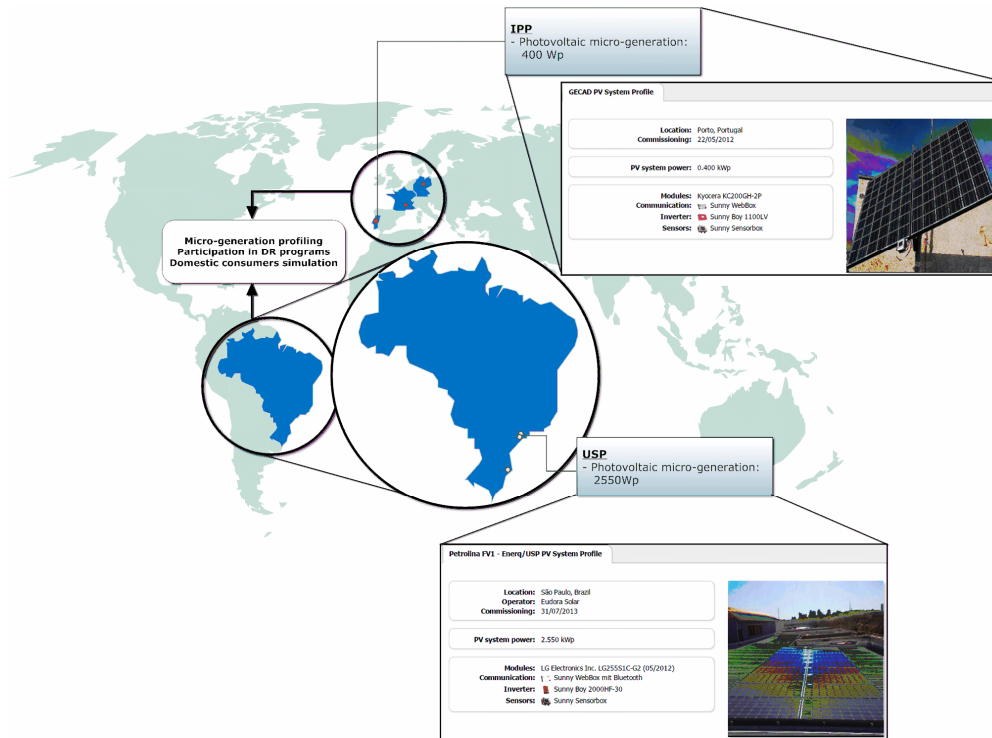 IPP
- Photovoltaic micro-generation:
400 Wp
GECAD PV System Profile
Location: Porto, Portugal
Commissioning: 22/05/2012
PV system power: 0.400 kWp
Modules: Kyocera KC200GH-2P
Communication: Sunny WebBox
Inverter: Sunny Boy 1100LV
Sensors: Sunny Sensorbox
Micro-generation profiling
Participation in DR programs
Domestic consumers simulation
USP
- Photovoltaic micro-generation:
2550Wp
Petrolina FV1 - Enerq/USP PV System Profile
Location: São Paulo, Brazil
Operator: Eudora Solar
Commissioning: 31/07/2013
PV system power: 2.550 kWp
Modules: LG Electronics Inc. LG255S1C-G2 (05/2012)
Communication: Sunny WebBox mit Bluetooth
Inverter: Sunny Boy 2000HF-30
Sensors: Sunny Sensorbox